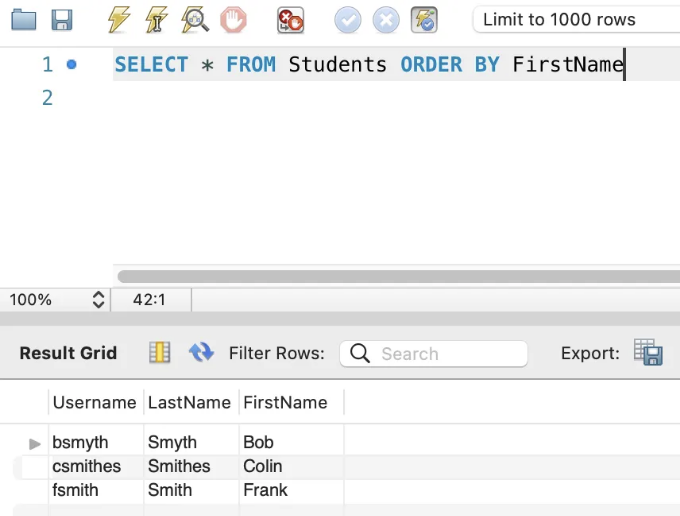 Limit to 1000 rows
1 SELECT * FROM Students ORDER BY FirstName
2
100% 42:1
Result Grid Filter Rows: Search Export:
Username LastName FirstName
bsmyth Smyth Bob
csmithes Smithes Colin
fsmith Smith Frank